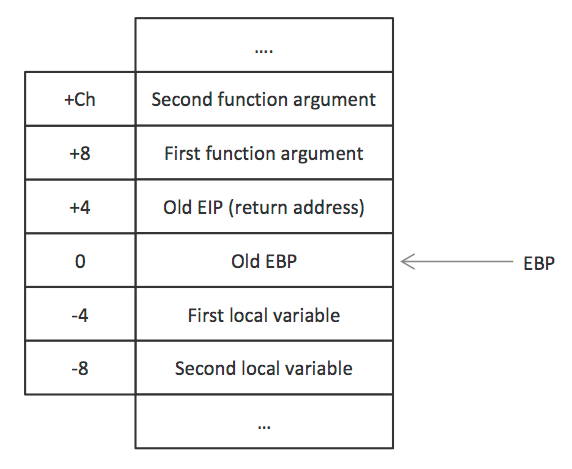 ....
+Ch Second function argument
+8 First function argument
+4 Old EIP (return address)
0 Old EBP EBP
-4 First local variable
-8 Second local variable
...